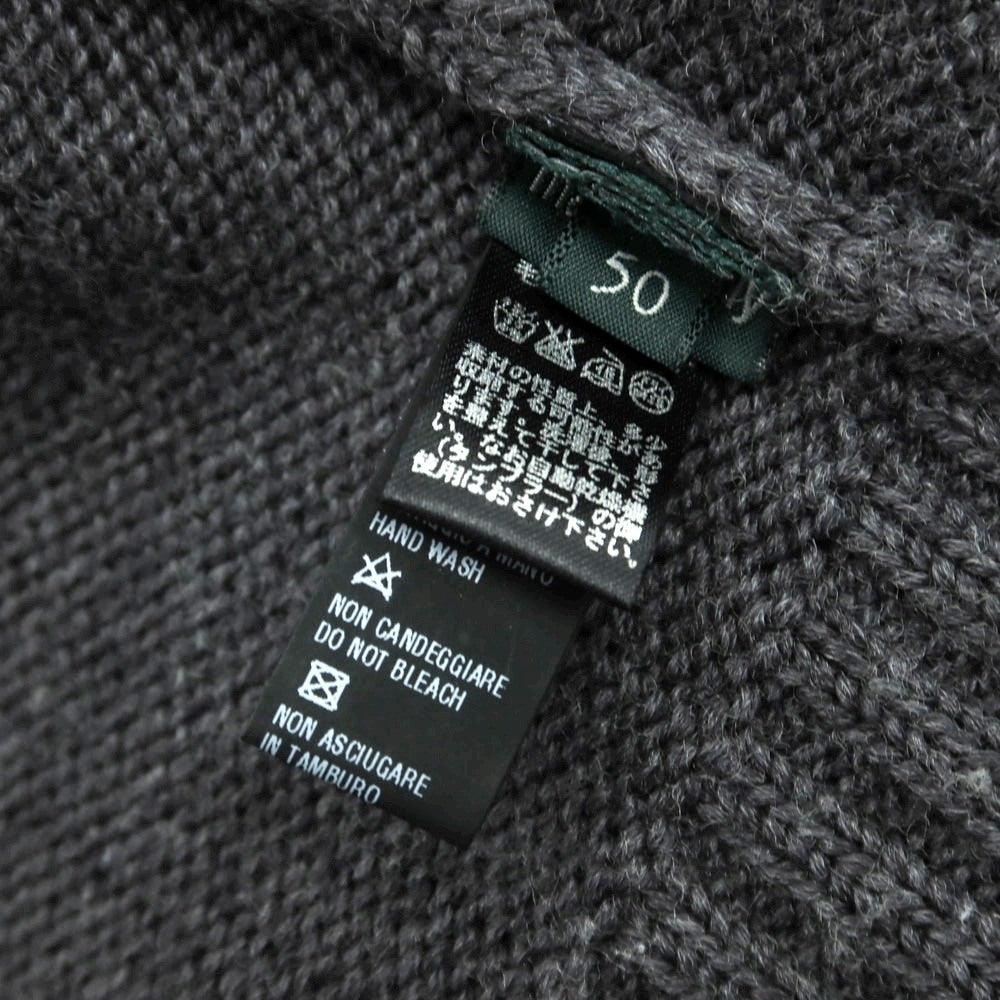 50
毛
素材の性質上、多少
収縮する可能性があ
ります。
を整えて干して下さ
い。なお自動乾燥機
(タンブラー)の御
使用はおさけ下さい。
A MANO
HAND WASH
NON CANDEGGIARE
DO NOT BLEACH
NON ASCIUGARE
IN TAMBURO